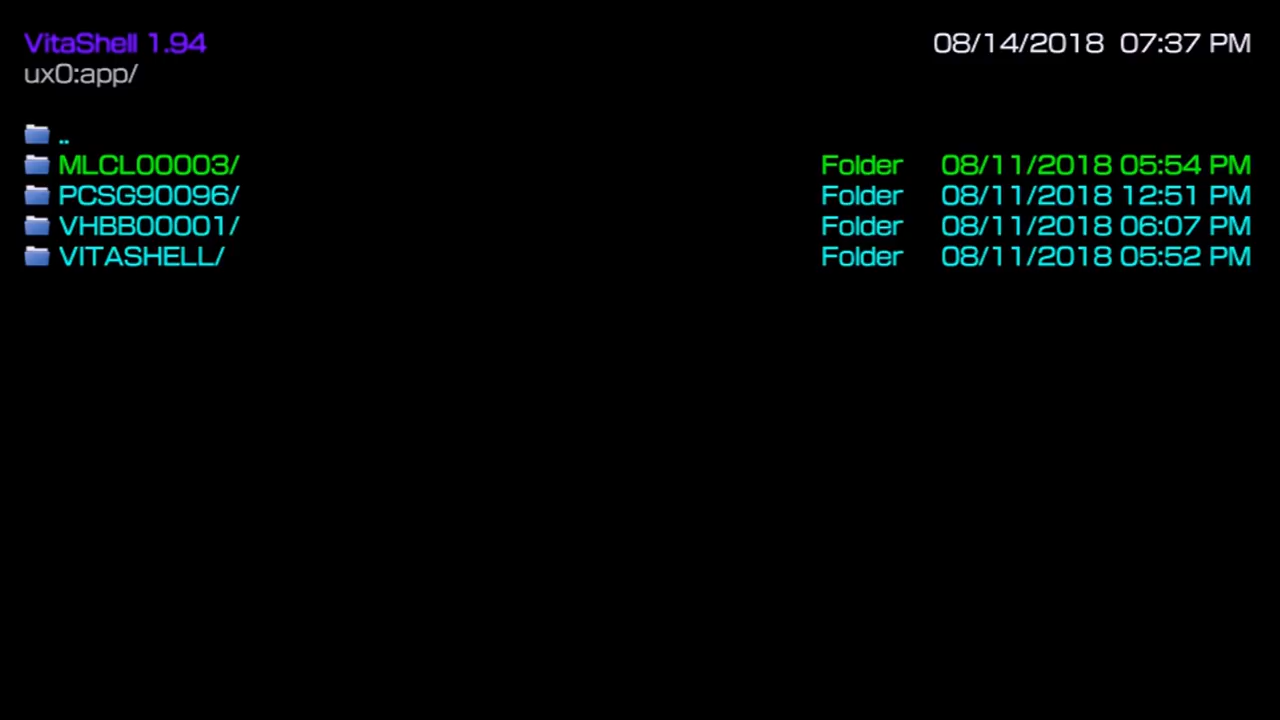 VitaShell 1.94 08/14/2018 07:37 PM
ux0:app/
..
MLCL00003/ Folder 08/11/2018 05:54 PM
PCSG90096/ Folder 08/11/2018 12:51 PM
VHBB00001/ Folder 08/11/2018 06:07 PM
VITASHELL/ Folder 08/11/2018 05:52 PM